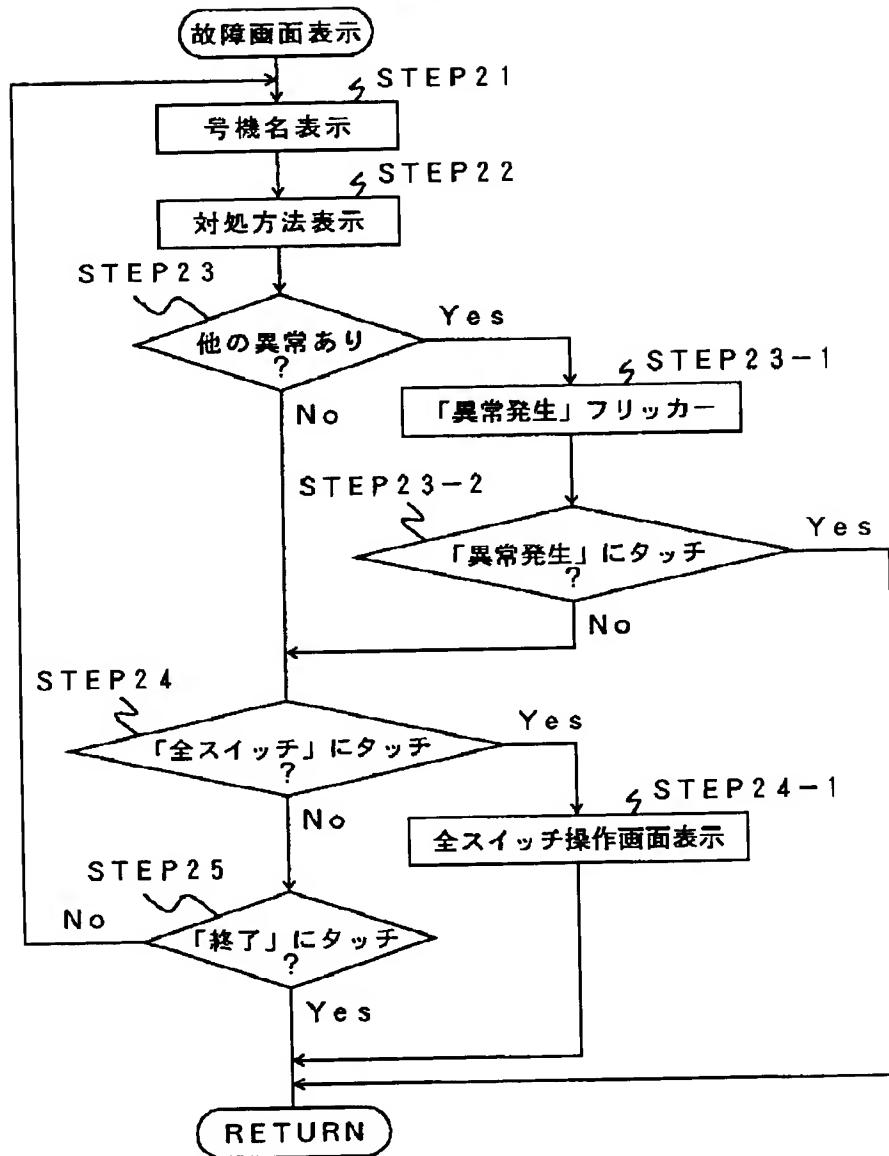 故障画面表示
STEP21
号機名表示
STEP22
対処方法表示
STEP23
他の異常あり
?
Yes
No
STEP23-1
「異常発生」フリッカー
STEP23-2
「異常発生」にタッチ
?
Yes
No
STEP24
「全スイッチ」にタッチ
?
Yes
No
STEP24-1
全スイッチ操作画面表示
STEP25
「終了」にタッチ
?
No
Yes
RETURN